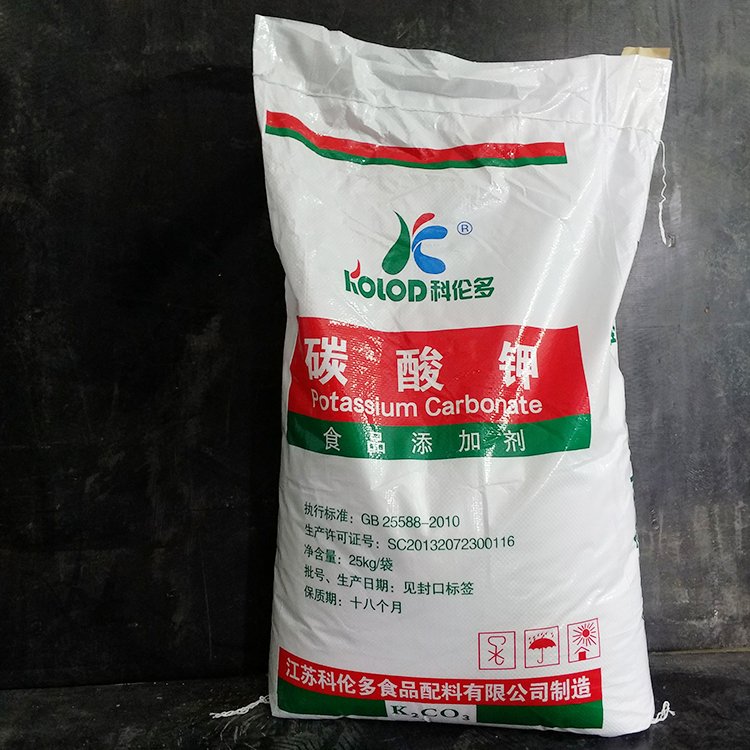 ®
KOLOD科伦多
碳酸钾
Potassium Carbonate
食品添加剂
执行标准：GB 25588-2010
生产许可证号：SC20132072300116
净含量：25kg/袋
批号、生产日期：见封口标签
保质期：十八个月
江苏科伦多食品配料有限公司制造
K₂CO₃